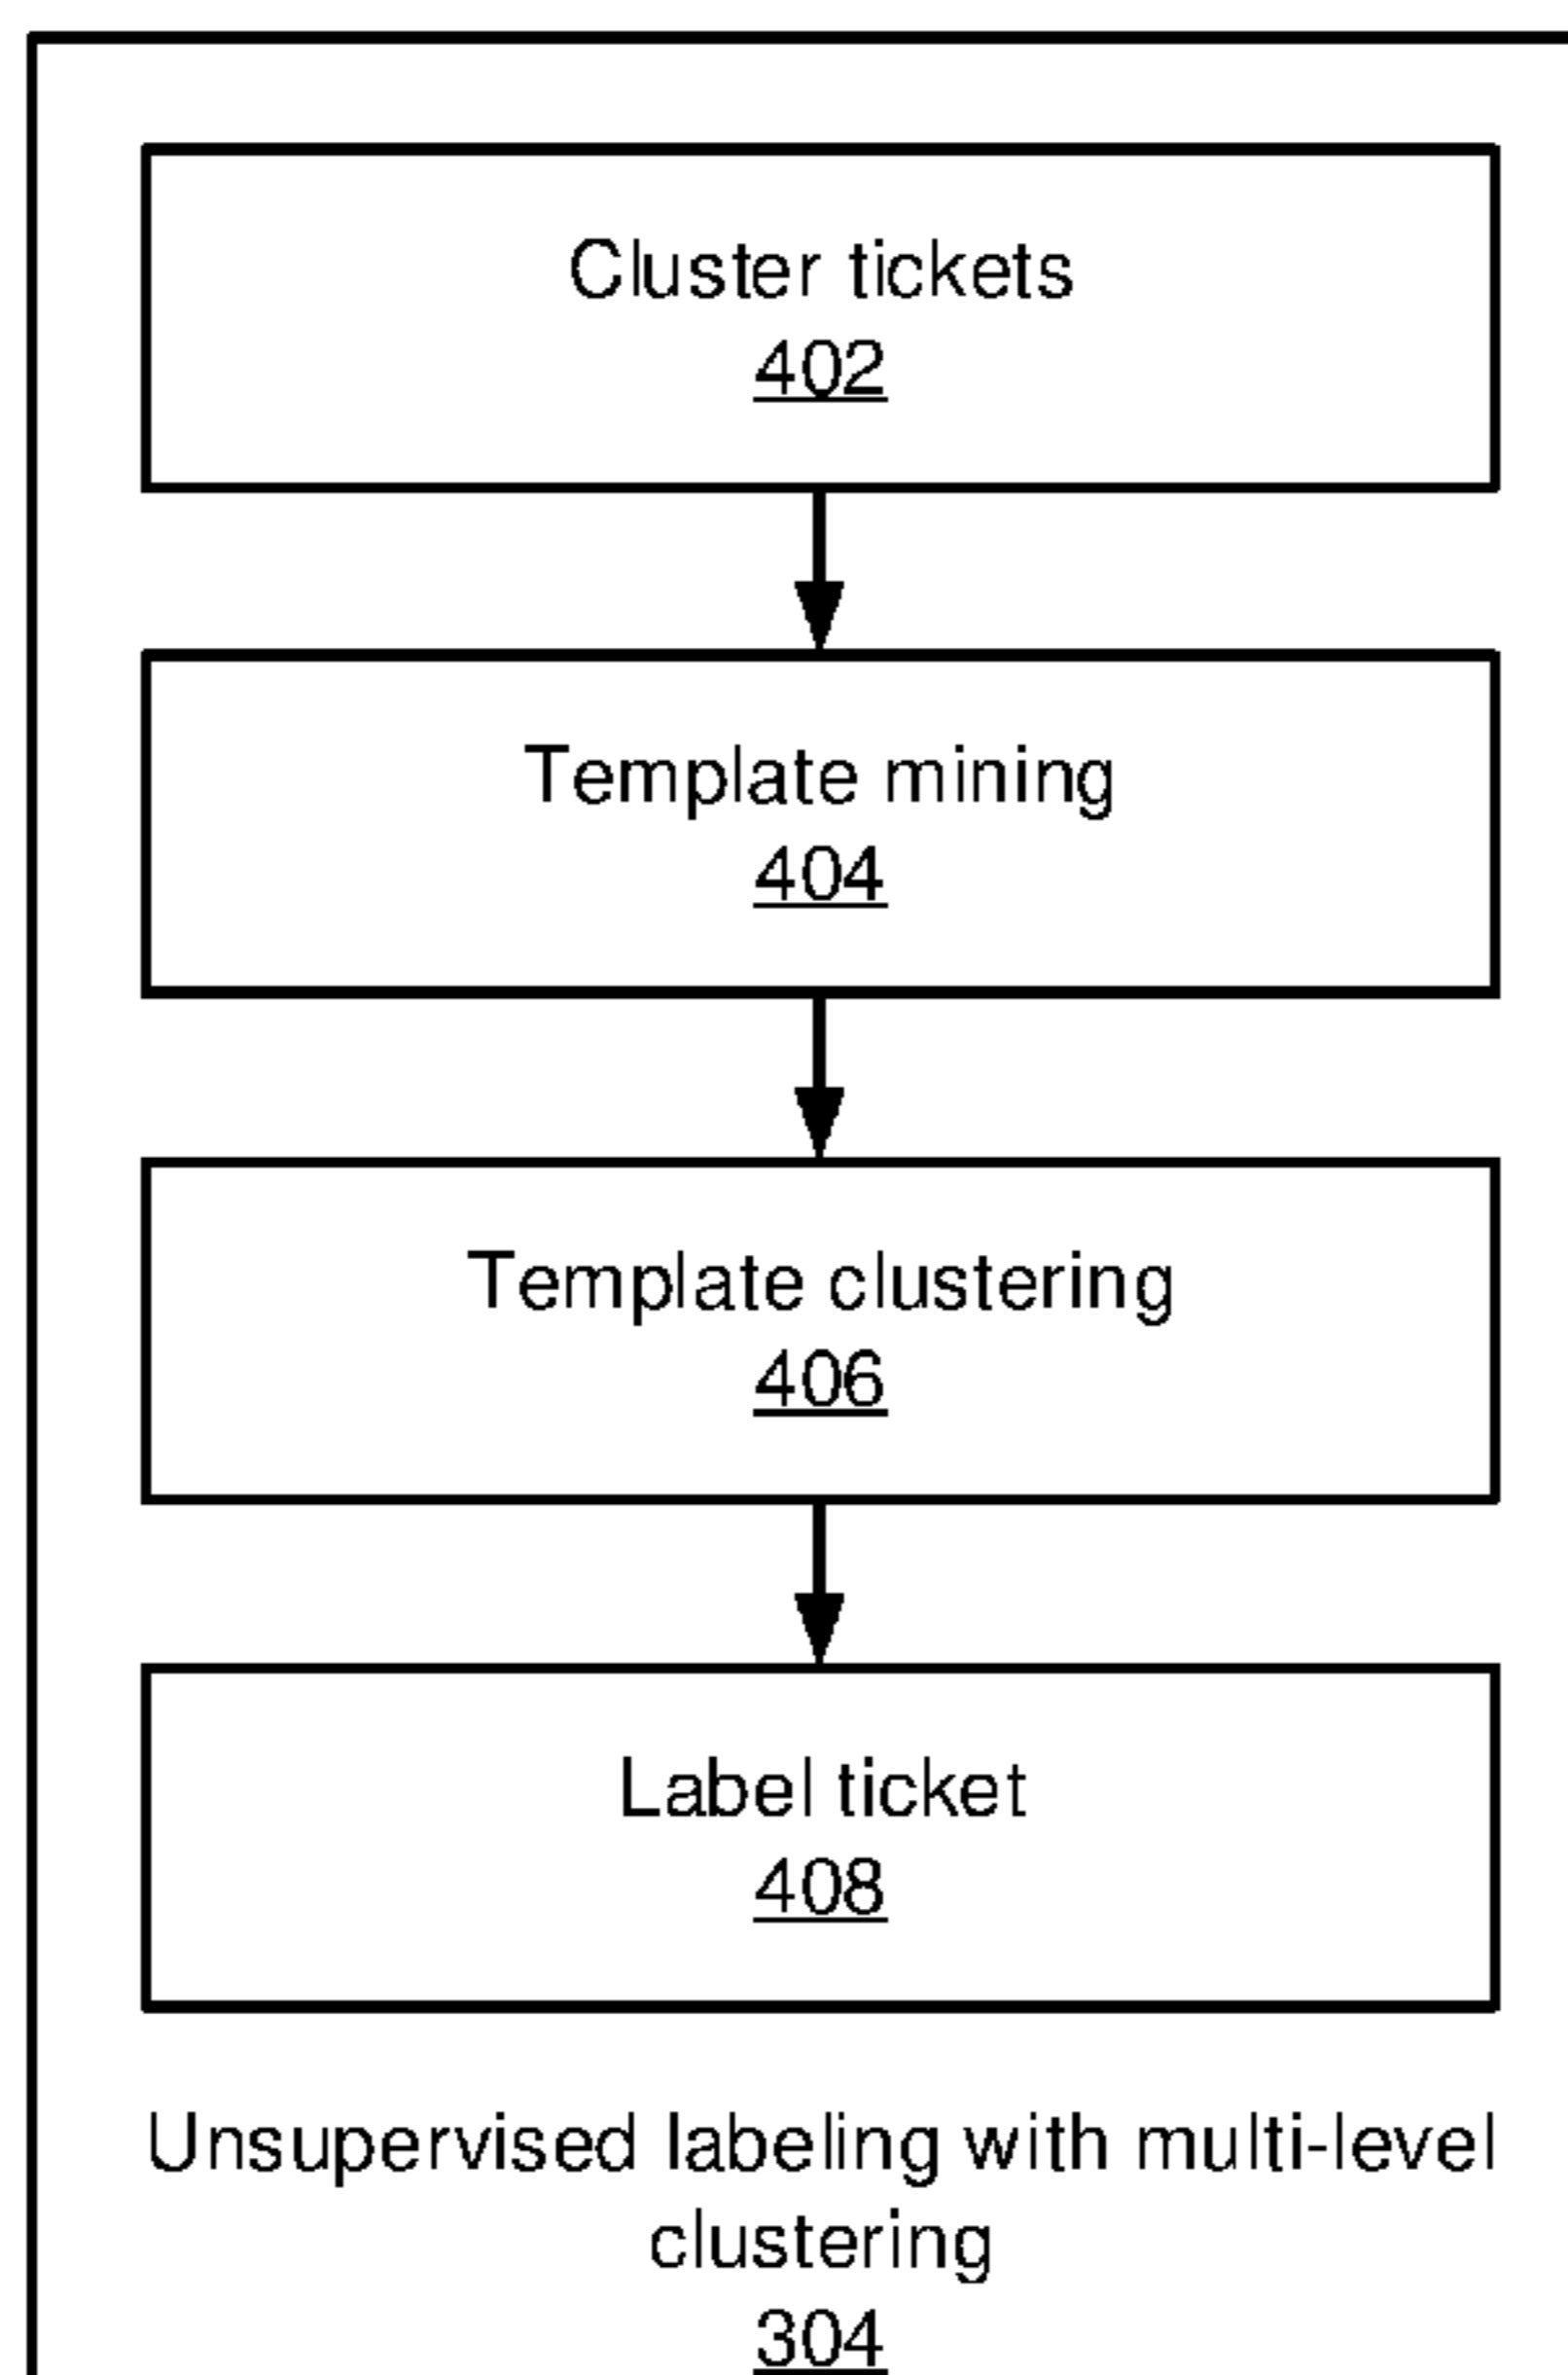 Cluster tickets
402
Template mining
404
Template clustering
406
Label ticket
408
Unsupervised labeling with multi-level
clustering
304